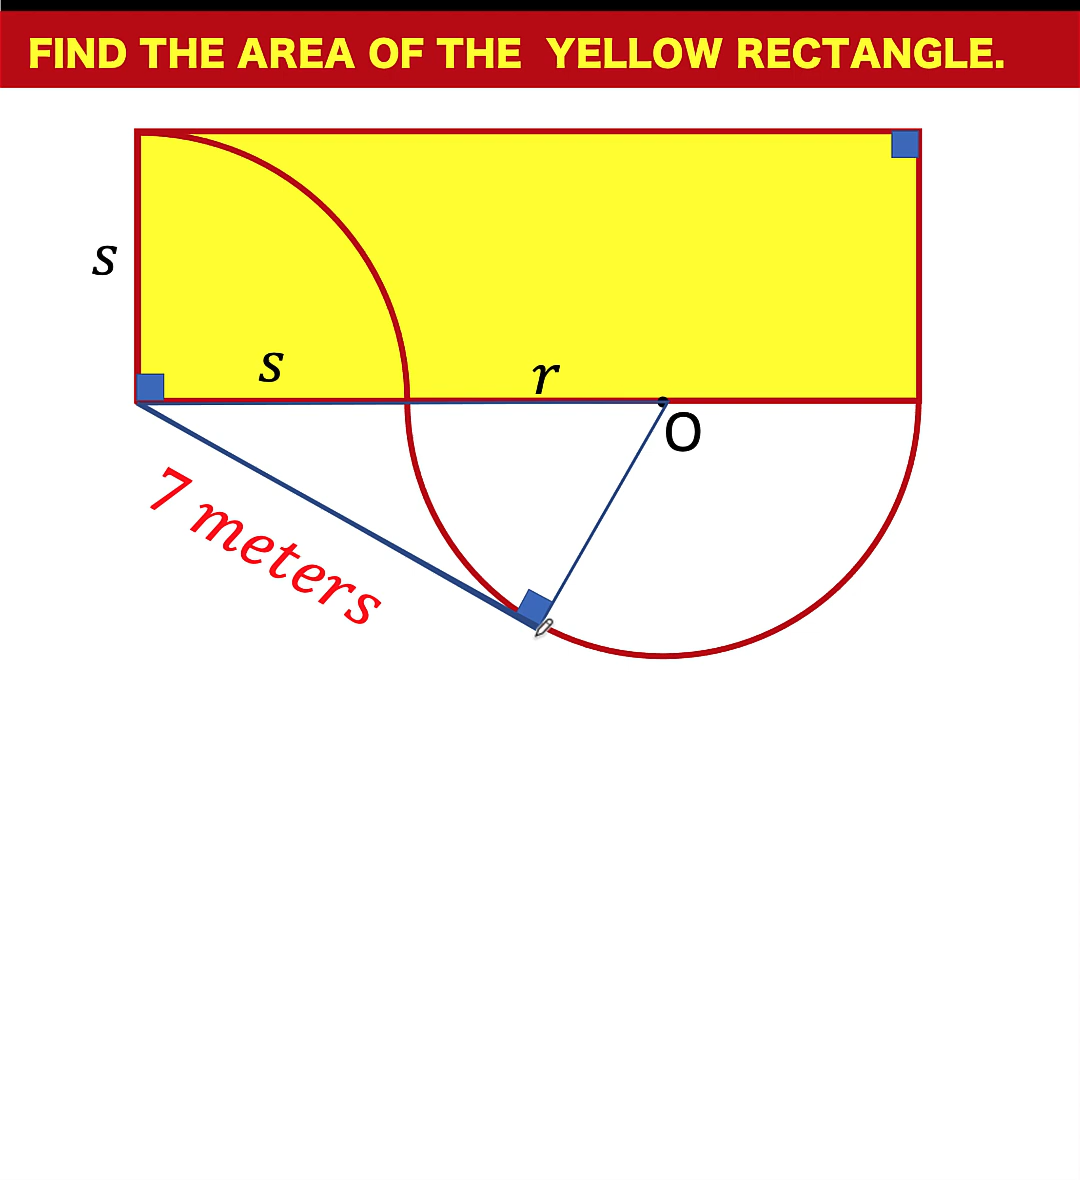 FIND THE AREA OF THE YELLOW RECTANGLE.
s
s
r
O
7 meters